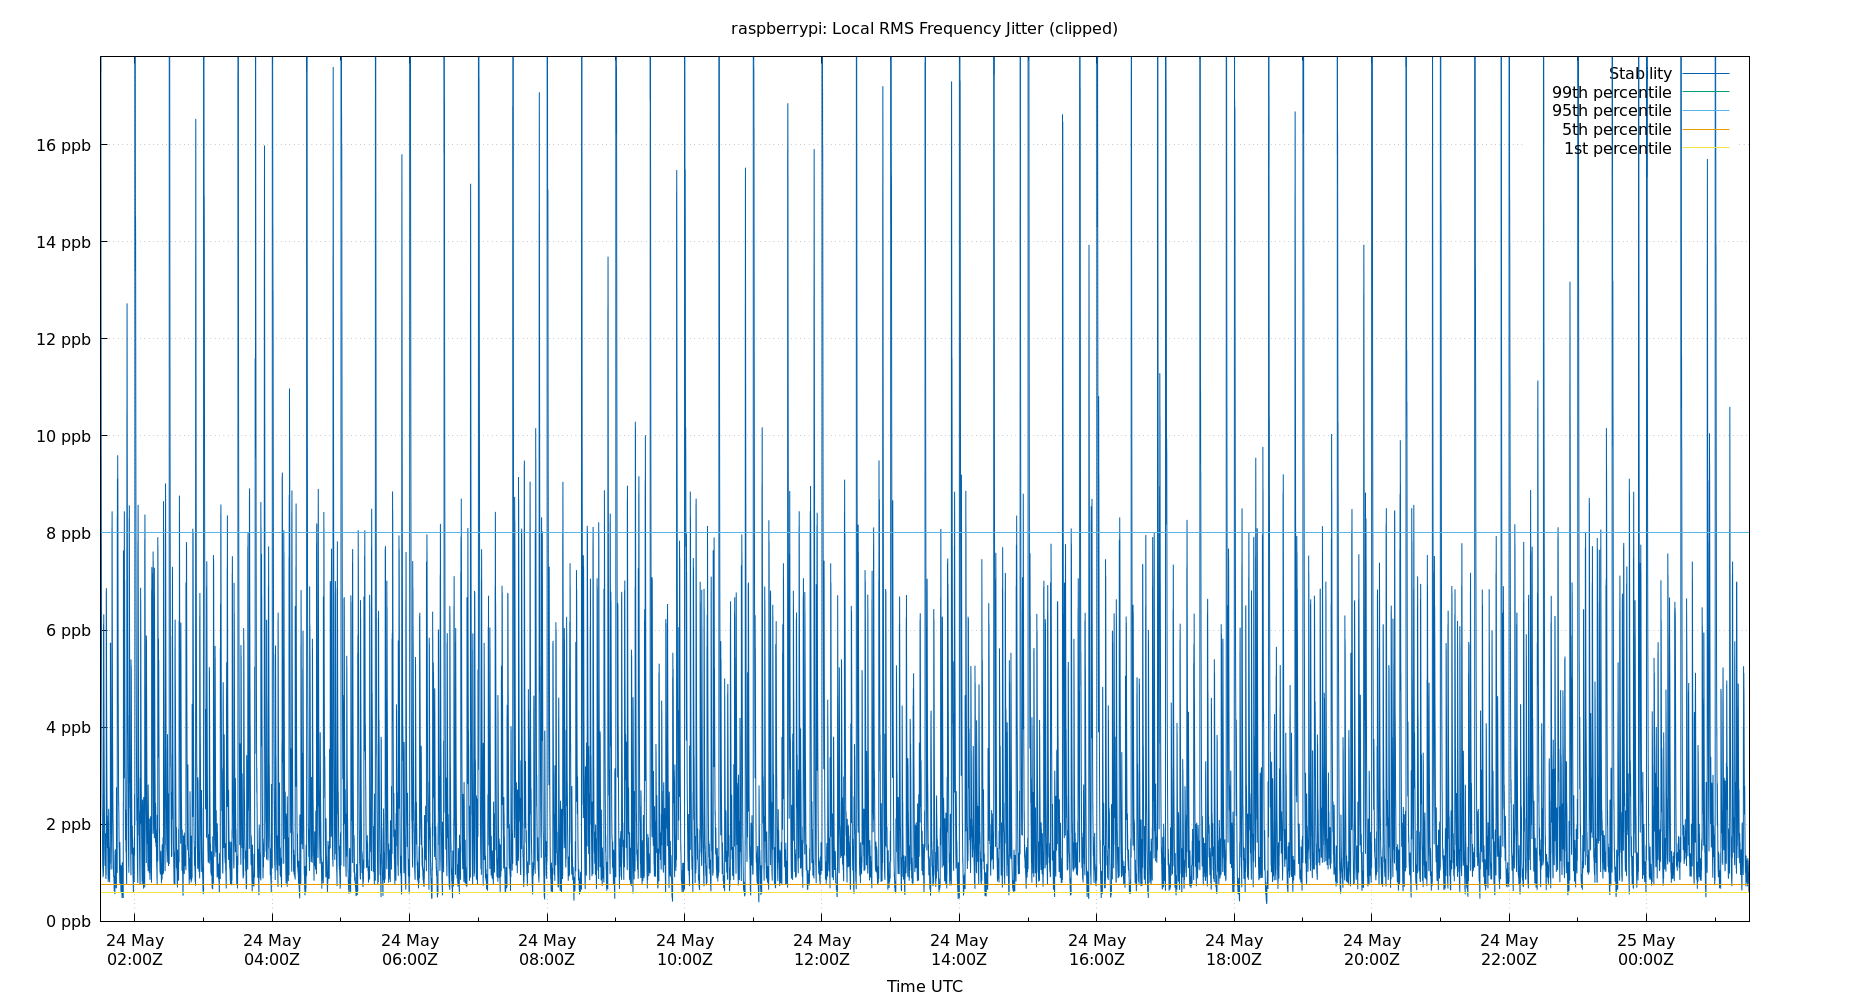 raspberrypi: Local RMS Frequency Jitter (clipped)
Stability
99th percentile
95th percentile
5th percentile
1st percentile
16 ppb
14 ppb
12 ppb
10 ppb
8 ppb
6 ppb
4 ppb
2 ppb
0 ppb
24 May 24 May 24 May 24 May 24 May 24 May 24 May 24 May 24 May 24 May 24 May 25 May
02:00Z 04:00Z 06:00Z 08:00Z 10:00Z 12:00Z 14:00Z 16:00Z 18:00Z 20:00Z 22:00Z 00:00Z
Time UTC